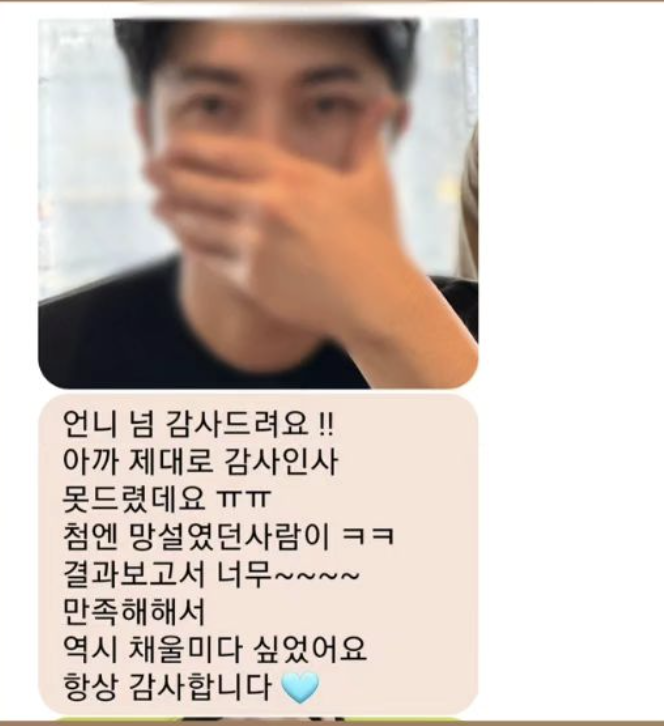 언니 넘 감사드려요 !!
아까 제대로 감사인사
못드렸데요 ㅠㅠ
첨엔 망설였던사람이 ㅋㅋ
결과보고서 너무~~~~
만족해해서
역시 채울미다 싶었어요
항상 감사합니다 🩵